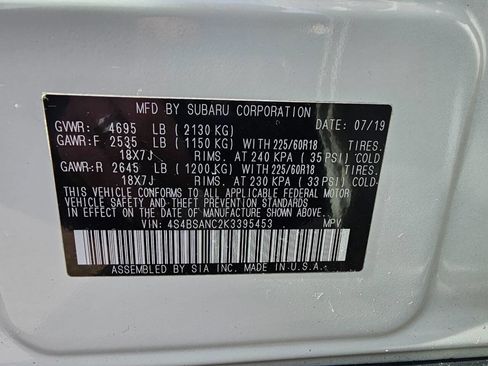 MFD BY SUBARU CORPORATION
GVWR: 4695 LB ( 2130 KG) DATE: 07/19
GAWR:F 2535 LB ( 1150 KG) WITH 225/60R18 TIRES.
18X7J RIMS. AT 240 KPA ( 35 PSI) COLD
GAWR:R 2645 LB ( 1200 KG) WITH 225/60R18 TIRES.
18X7J RIMS. AT 230 KPA ( 33 PSI) COLD
THIS VEHICLE CONFORMS TO ALL APPLICABLE FEDERAL MOTOR
VEHICLE SAFETY AND THEFT PREVENTION STANDARDS
IN EFFECT ON THE DATE OF MANUFACTURE SHOWN ABOVE.
VIN: 4S4BSANC2K3395453 MPV
ASSEMBLED BY SIA INC. MADE IN U.S.A.